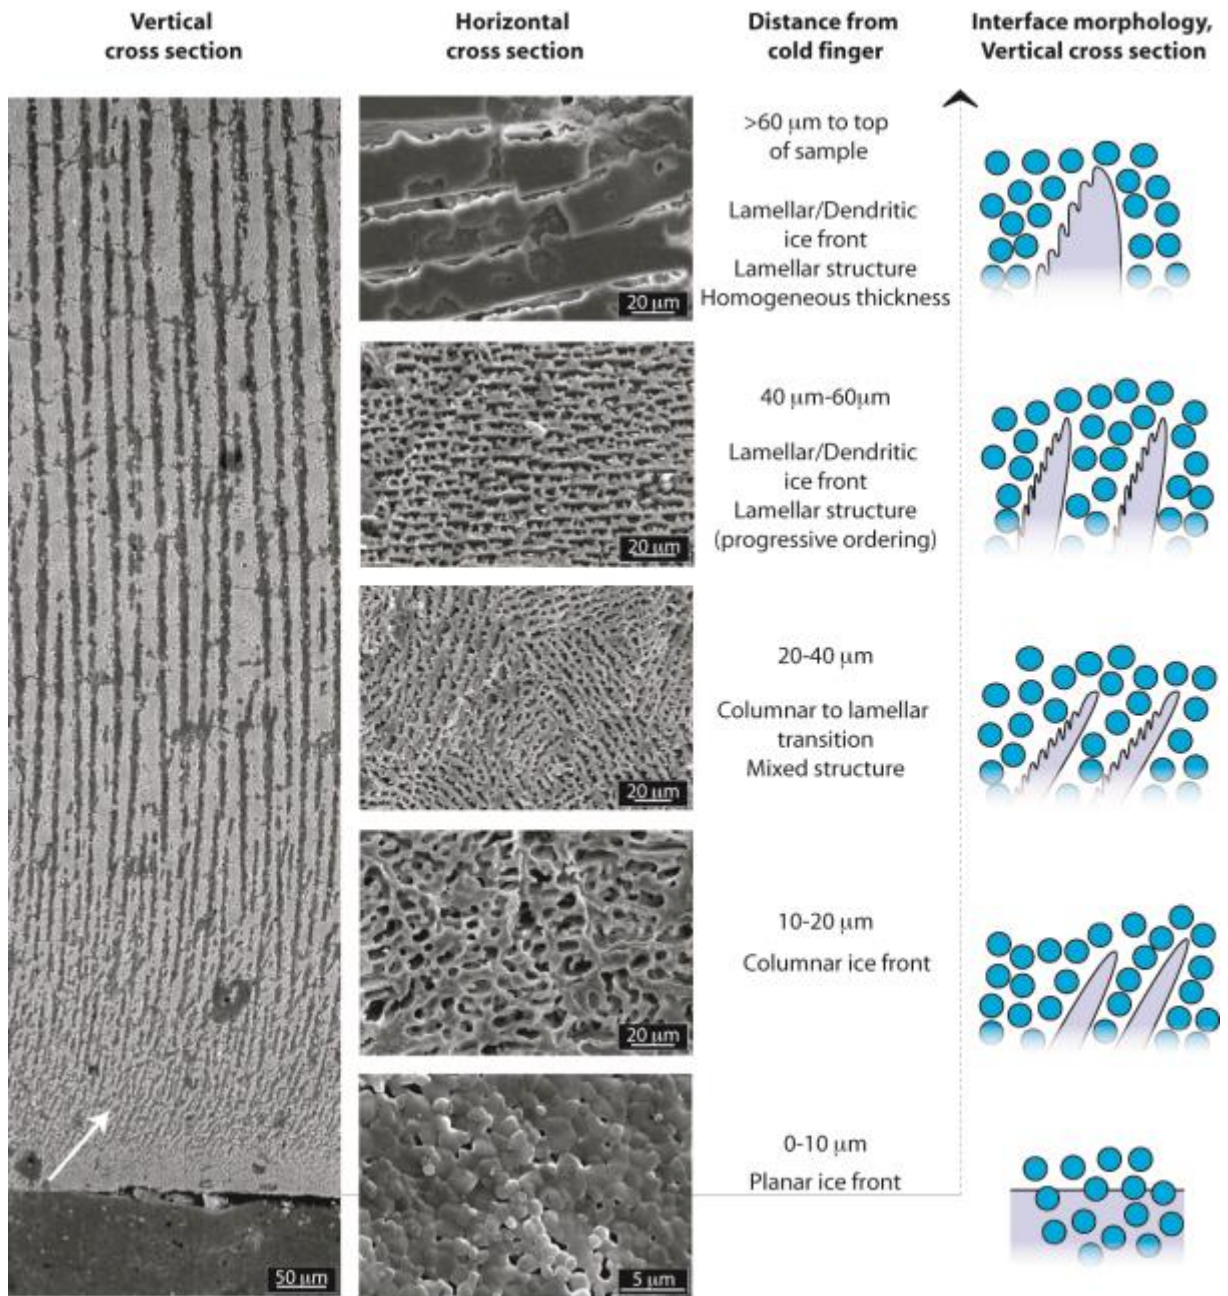 Vertical
cross section
Horizontal
cross section
Distance from
cold finger
Interface morphology,
Vertical cross section
>60 μm to top
of sample
Lamellar/Dendritic
ice front
Lamellar structure
Homogeneous thickness
20 μm
40 μm-60μm
Lamellar/Dendritic
ice front
Lamellar structure
(progressive ordering)
20 μm
20-40 μm
Columnar to lamellar
transition
Mixed structure
20 μm
10-20 μm
Columnar ice front
20 μm
0-10 μm
Planar ice front
50 μm
5 μm